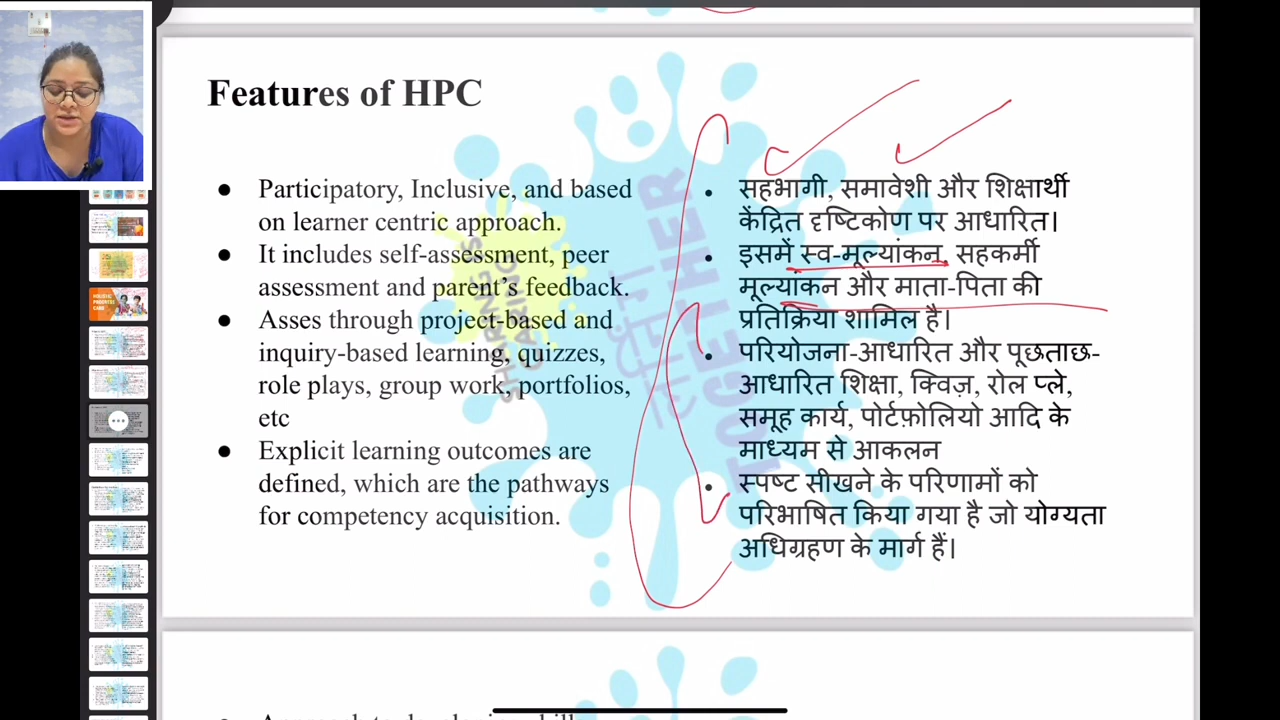 Features of HPC
● Participatory, Inclusive, and based
on learner centric approach.
● It includes self-assessment, peer
assessment and parent's feedback.
● Asses through project-based and
inquiry-based learning, quizzes,
role plays, group work, portfolios,
etc
● Explicit learning outcomes are
defined, which are the pathways
for competency acquisition.
• सहभागी, समावेशी और शिक्षार्थी
केंद्रित दृष्टिकोण पर आधारित।
• इसमें स्व-मूल्यांकन, सहकर्मी
मूल्यांकन और माता-पिता की
प्रतिक्रिया शामिल है।
• परियोजना-आधारित और पूछताछ-
आधारित शिक्षा, क्विज़, रोल प्ले,
समूह कार्य, पोर्टफ़ोलियो आदि के
माध्यम से आकलन
• स्पष्ट सीखने के परिणामों को
परिभाषित किया गया है जो योग्यता
अधिग्रहण के मार्ग हैं।
TOGETHER